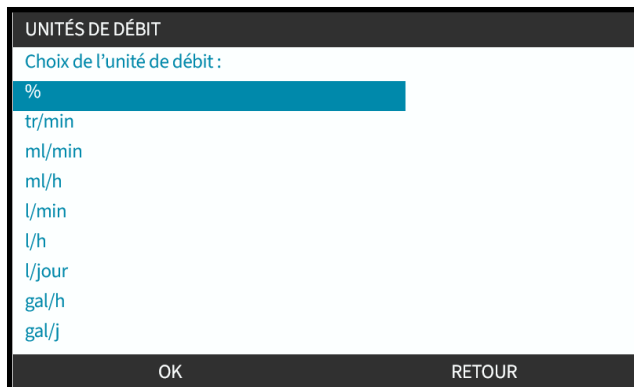 UNITÉS DE DÉBIT
Choix de l’unité de débit :
%
tr/min
ml/min
ml/h
l/min
l/h
l/jour
gal/h
gal/j
OK RETOUR